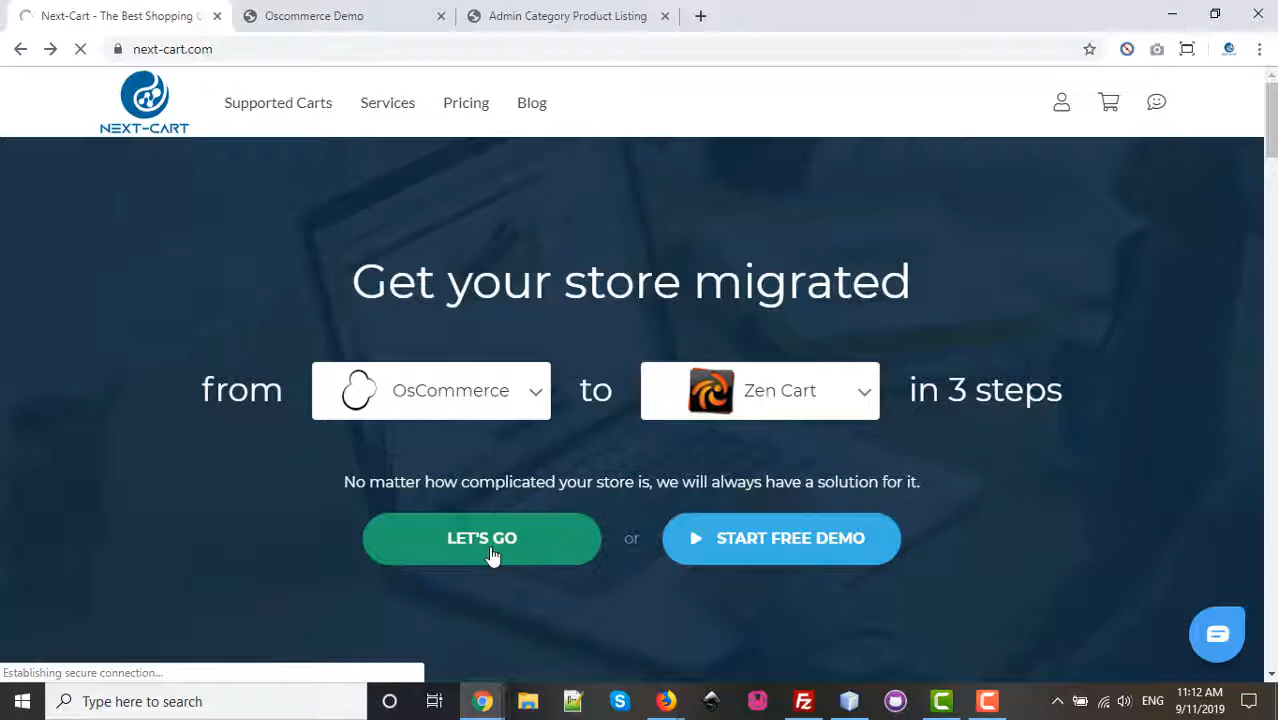 Next-Cart - The Best Shopping C
Oscommerce Demo
Admin Category Product Listing
next-cart.com
NEXT-CART
Supported Carts
Services
Pricing
Blog
Get your store migrated
from
OsCommerce
to
Zen Cart
in 3 steps
No matter how complicated your store is, we will always have a solution for it.
LET'S GO
or
START FREE DEMO
Establishing secure connection...
Type here to search
ENG
11:12 AM
9/11/2019